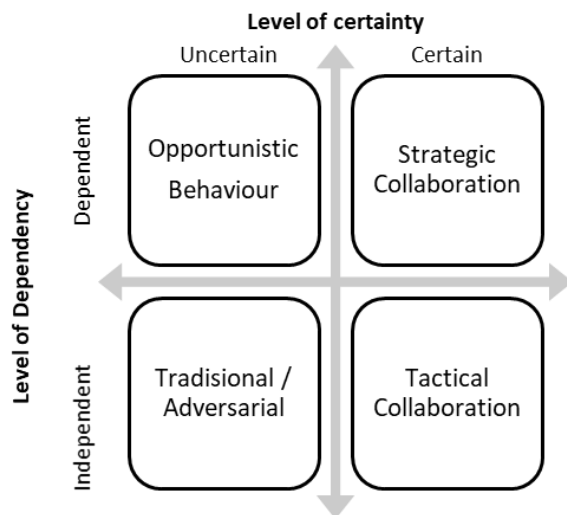 Level of certainty
Uncertain
Certain
Level of Dependency
Dependent
Independent
Opportunistic
Behaviour
Strategic
Collaboration
Tradisional /
Adversarial
Tactical
Collaboration